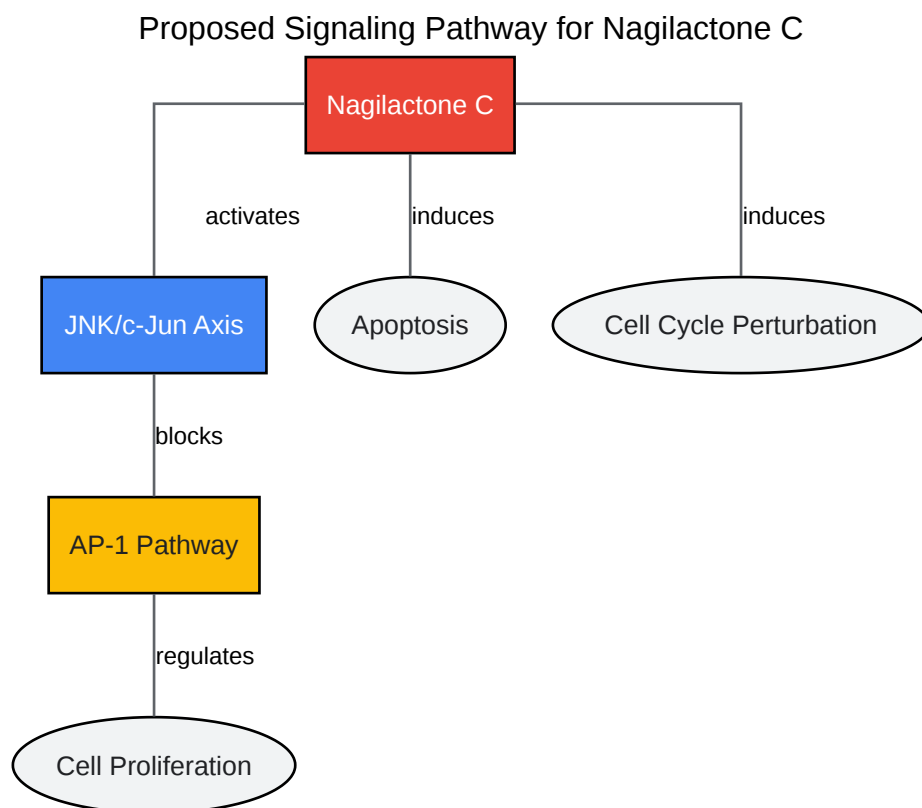 Proposed Signaling Pathway for Nagilactone C
Nagilactone C
activates
induces
induces
JNK/c-Jun Axis
Apoptosis
Cell Cycle Perturbation
blocks
AP-1 Pathway
regulates
Cell Proliferation